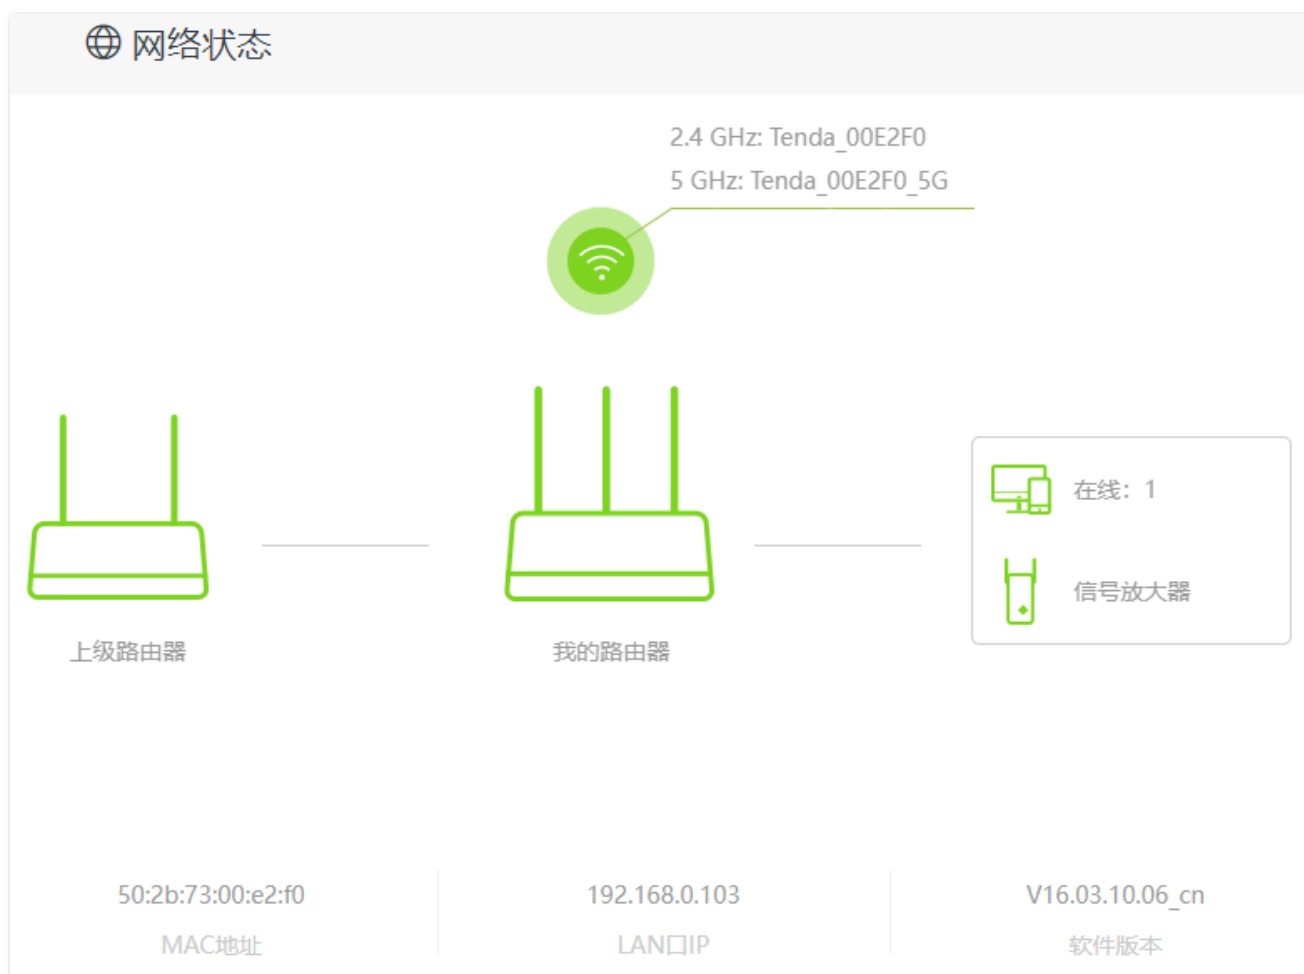 网络状态
2.4 GHz: Tenda_00E2F0
5 GHz: Tenda_00E2F0_5G
在线：1
信号放大器
上级路由器
我的路由器
50:2b:73:00:e2:f0
192.168.0.103
V16.03.10.06_cn
MAC地址
LAN口IP
软件版本